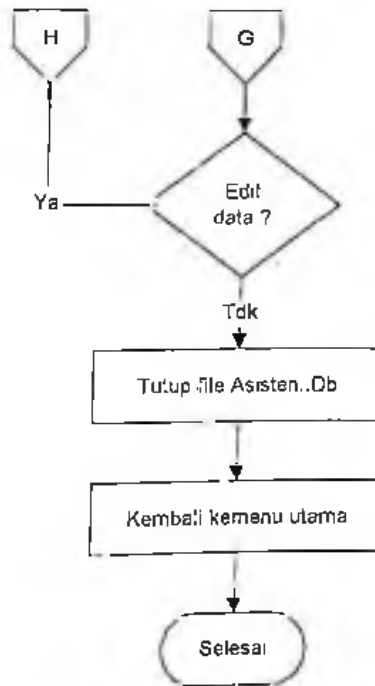 H
G
Edit
data ?
Ya
Tdk
Tutup file Asisten..Db
Kembali kemenu utama
Selesai